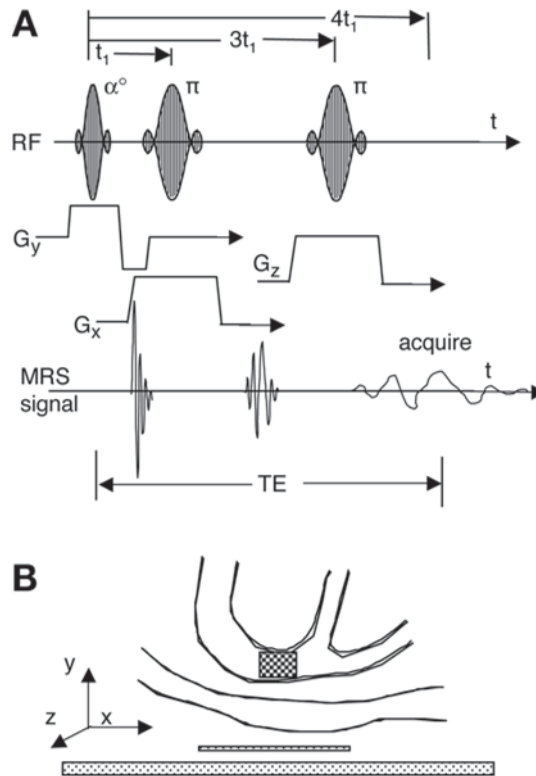 A
4t₁
3t₁
t₁
α°
π
π
RF
t
Gy
Gz
Gx
acquire
MRS
signal
t
TE
B
y
z
x